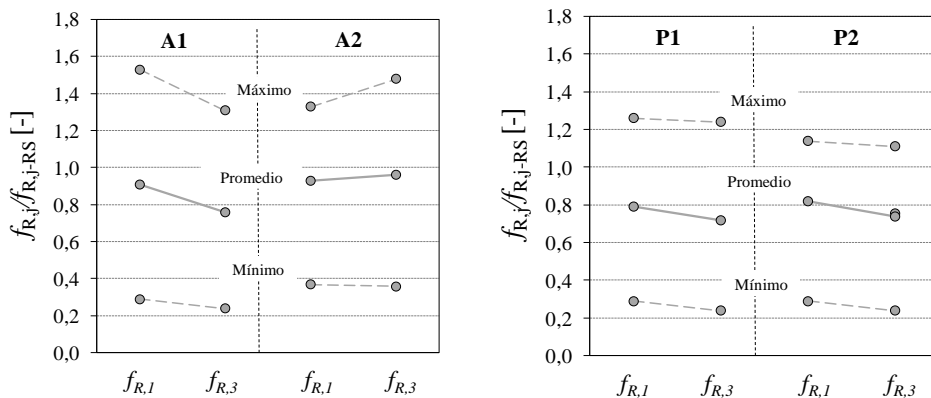 A1 A2
Máximo
Promedio
Mínimo
f_R,j/f_R,j-RS [-]
1,8
1,6
1,4
1,2
1,0
0,8
0,6
0,4
0,2
0,0
f_R,1 f_R,3 f_R,1 f_R,3
P1 P2
Máximo
Promedio
Mínimo
f_R,j/f_R,j-RS [-]
1,8
1,6
1,4
1,2
1,0
0,8
0,6
0,4
0,2
0,0
f_R,1 f_R,3 f_R,1 f_R,3